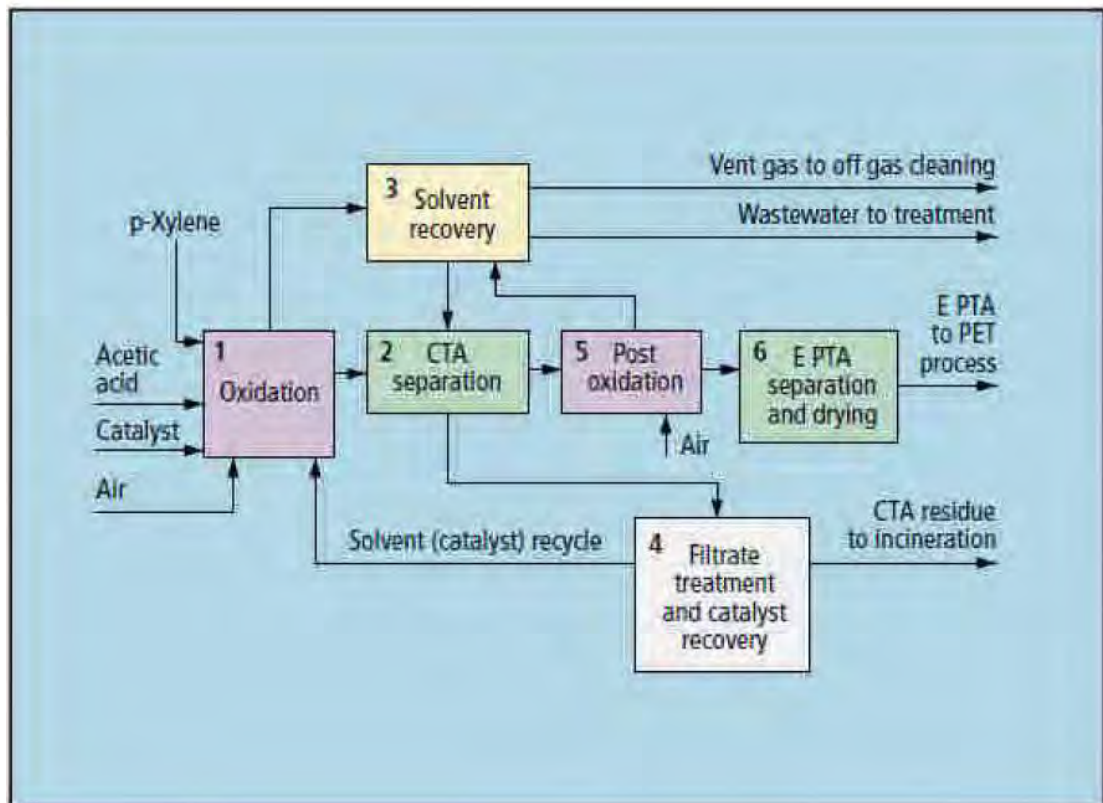 Vent gas to off gas cleaning
3
Solvent
recovery
Wastewater to treatment
p-Xylene
E PTA
to PET
process
1
Oxidation
2
CTA
separation
5
Post
oxidation
6
E PTA
separation
and drying
Acetic
acid
Catalyst
Air
Air
CTA residue
to incineration
Solvent (catalyst) recycle
4
Filtrate
treatment
and catalyst
recovery